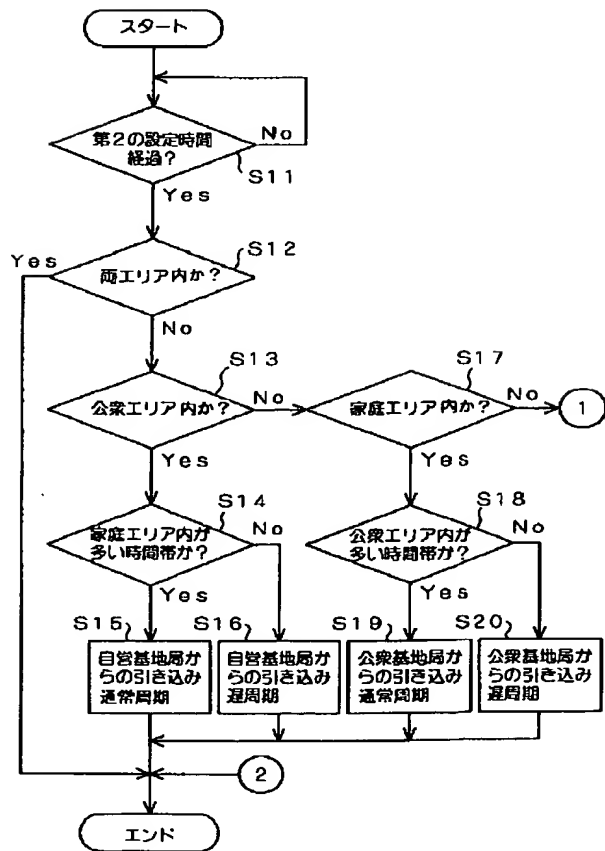 スタート
第2の設定時間
経過?
No
S11
Yes
S12
Yes
両エリア内か?
No
S13
S17
公衆エリア内か?
No
家庭エリア内か?
No
1
Yes
Yes
S14
S18
家庭エリア内が
多い時間帯か?
No
公衆エリア内が
多い時間帯か?
No
Yes
Yes
S15
S16
S19
S20
自営基地局か
らの引き込み
通常周期
自営基地局か
らの引き込み
遅周期
公衆基地局か
らの引き込み
通常周期
公衆基地局か
らの引き込み
遅周期
2
エンド